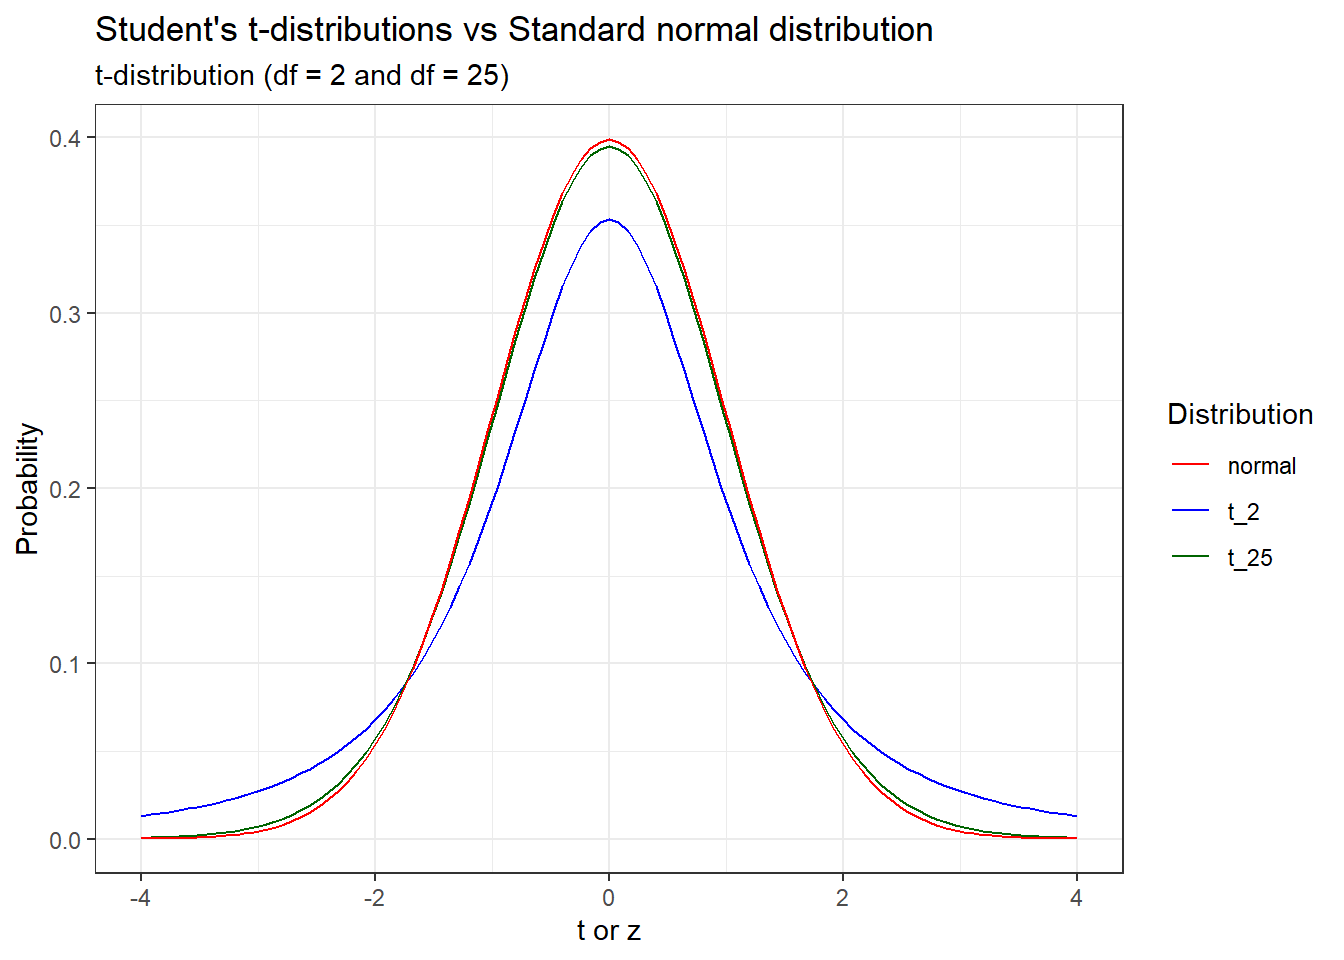 Student's t-distributions vs Standard normal distribution
t-distribution (df = 2 and df = 25)
0.4
0.3
0.2
0.1
0.0
Probability
-4
-2
0
2
4
t or z
Distribution
normal
t_2
t_25